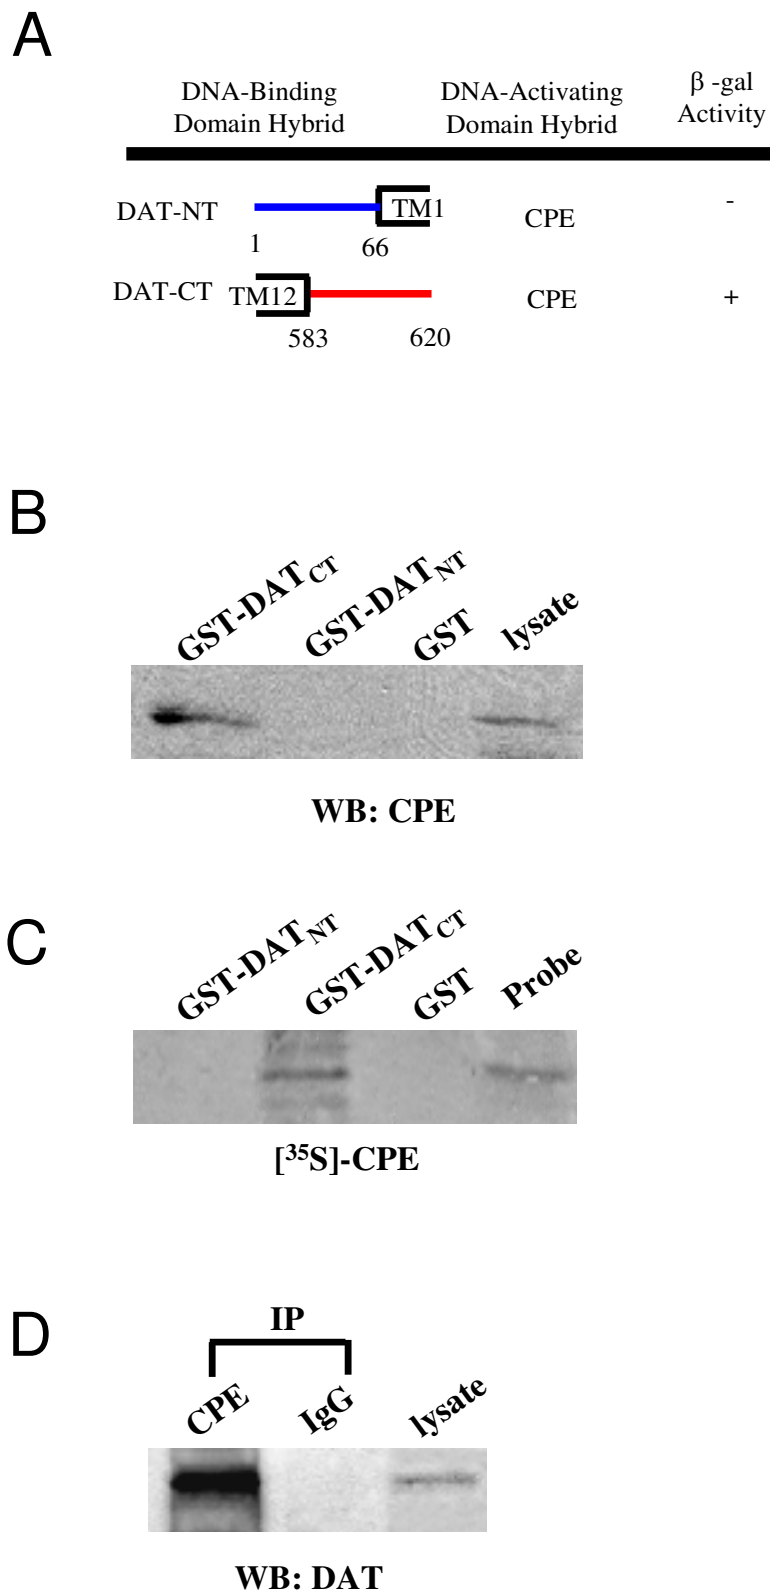 A
DNA-Binding
Domain Hybrid
DNA-Activating
Domain Hybrid
β -gal
Activity
DAT-NT
TM1
CPE
-
1
66
DAT-CT
TM12
CPE
+
583
620
B
GST-DATCT
GST-DATNT
GST
lysate
WB: CPE
C
GST-DATNT
GST-DATCT
GST
Probe
[35S]-CPE
D
IP
CPE
IgG
lysate
WB: DAT